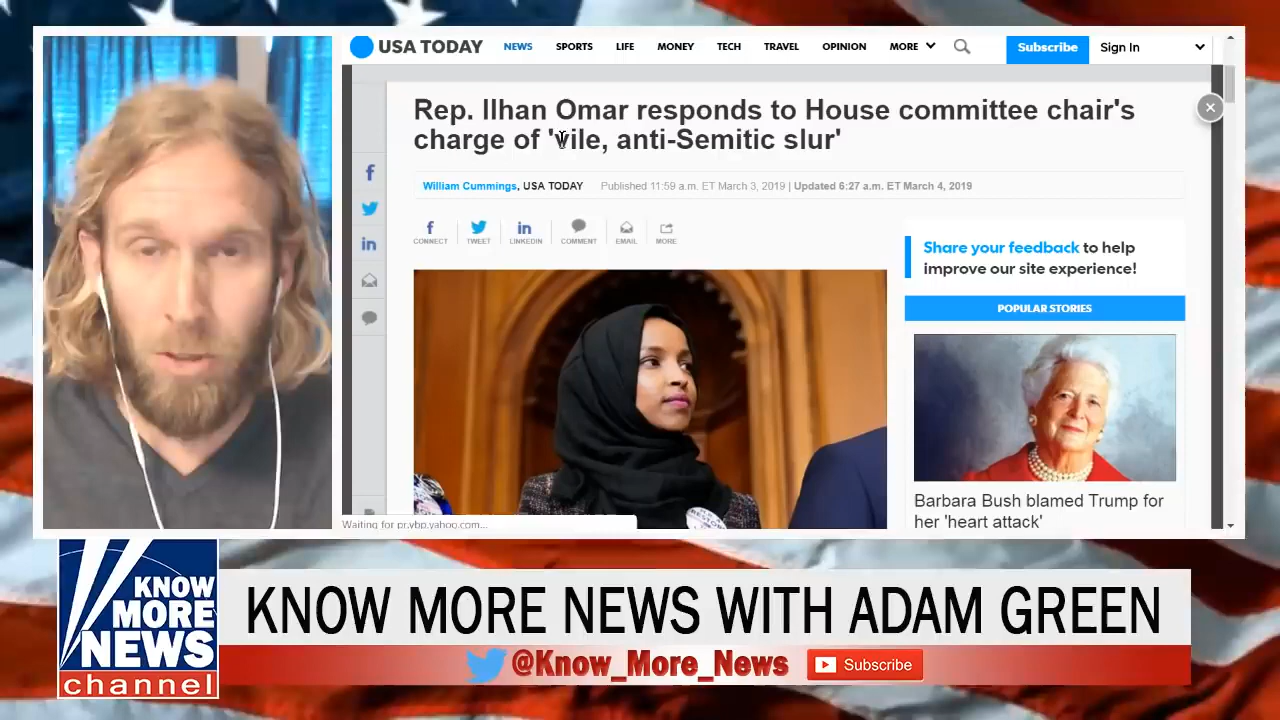 USA TODAY
NEWS SPORTS LIFE MONEY TECH TRAVEL OPINION MORE
Subscribe Sign In
Rep. Ilhan Omar responds to House committee chair's
charge of 'vile, anti-Semitic slur'
William Cummings, USA TODAY Published 11:59 a.m. ET March 3, 2019 | Updated 6:27 a.m. ET March 4, 2019
CONNECT TWEET LINKEDIN COMMENT EMAIL MORE
Share your feedback to help
improve our site experience!
POPULAR STORIES
Barbara Bush blamed Trump for
her 'heart attack'
Waiting for pr.ybp.yahoo.com...
KNOW
MORE
NEWS
channel
KNOW MORE NEWS WITH ADAM GREEN
@Know_More_News Subscribe